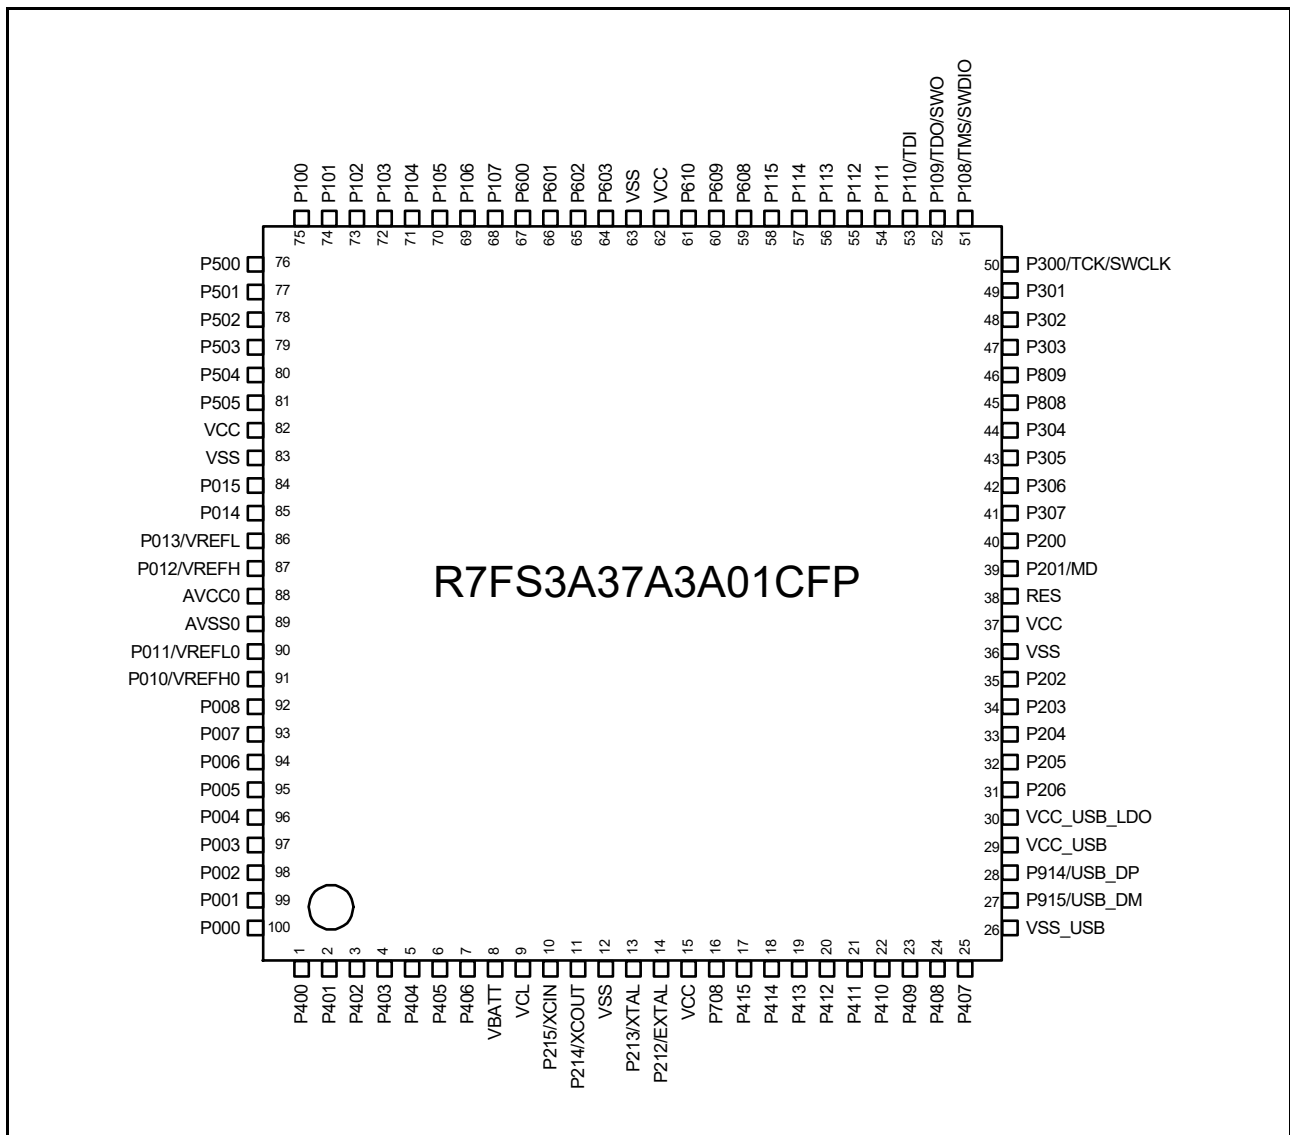 P100
P101
P102
P103
P104
P105
P106
P107
P600
P601
P602
P603
VSS
VCC
P610
P609
P608
P115
P114
P113
P112
P111
P110/TDI
P109/TDO/SWO
P108/TMS/SWDIO
75
74
73
72
71
70
69
68
67
66
65
64
63
62
61
60
59
58
57
56
55
54
53
52
51
P500 76
P501 77
P502 78
P503 79
P504 80
P505 81
VCC 82
VSS 83
P015 84
P014 85
P013/VREFL 86
P012/VREFH 87
AVCC0 88
AVSS0 89
P011/VREFL0 90
P010/VREFH0 91
P008 92
P007 93
P006 94
P005 95
P004 96
P003 97
P002 98
P001 99
P000 100
R7FS3A37A3A01CFP
50 P300/TCK/SWCLK
49 P301
48 P302
47 P303
46 P809
45 P808
44 P304
43 P305
42 P306
41 P307
40 P200
39 P201/MD
38 RES
37 VCC
36 VSS
35 P202
34 P203
33 P204
32 P205
31 P206
30 VCC_USB_LDO
29 VCC_USB
28 P914/USB_DP
27 P915/USB_DM
26 VSS_USB
1
2
3
4
5
6
7
8
9
10
11
12
13
14
15
16
17
18
19
20
21
22
23
24
25
P400
P401
P402
P403
P404
P405
P406
VBATT
VCL
P215/XCIN
P214/XCOUT
VSS
P213/XTAL
P212/EXTAL
VCC
P708
P415
P414
P413
P412
P411
P410
P409
P408
P407